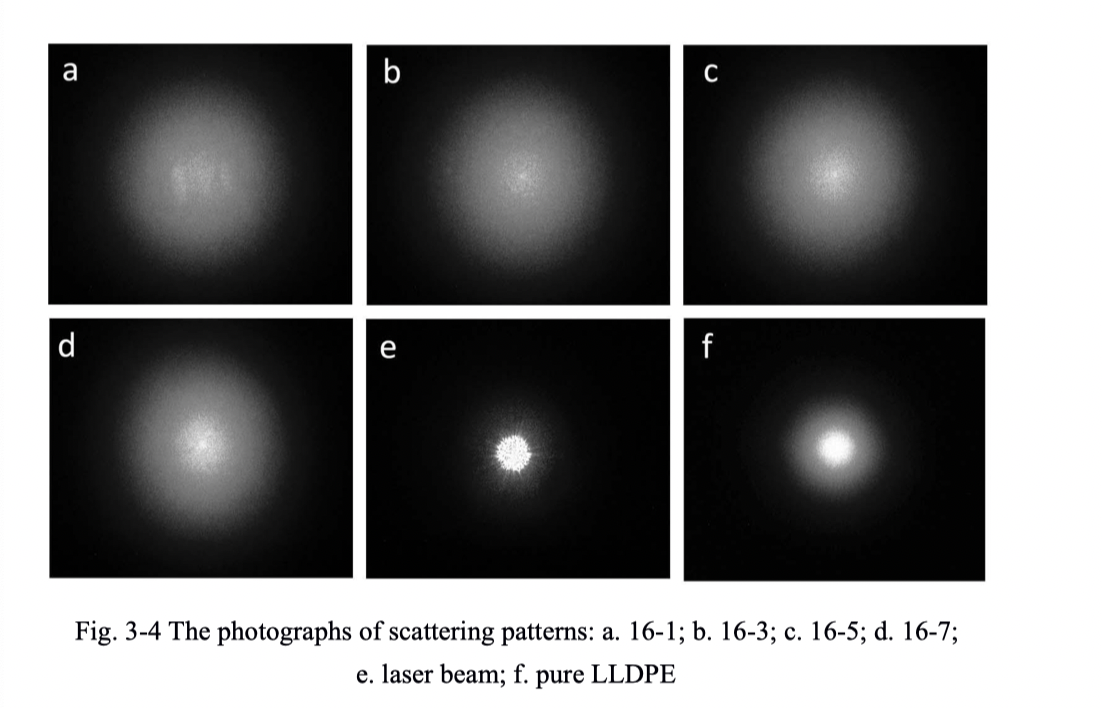 a
b
c
d
e
f
Fig. 3-4 The photographs of scattering patterns: a. 16-1; b. 16-3; c. 16-5; d. 16-7;
e. laser beam; f. pure LLDPE